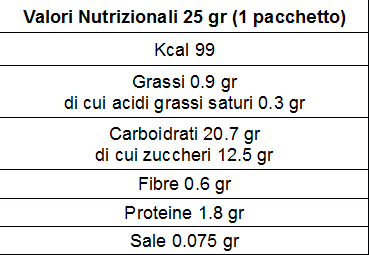 Valori Nutrizionali 25 gr (1 pacchetto)
Kcal 99
Grassi 0.9 gr
di cui acidi grassi saturi 0.3 gr
Carboidrati 20.7 gr
di cui zuccheri 12.5 gr
Fibre 0.6 gr
Proteine 1.8 gr
Sale 0.075 gr